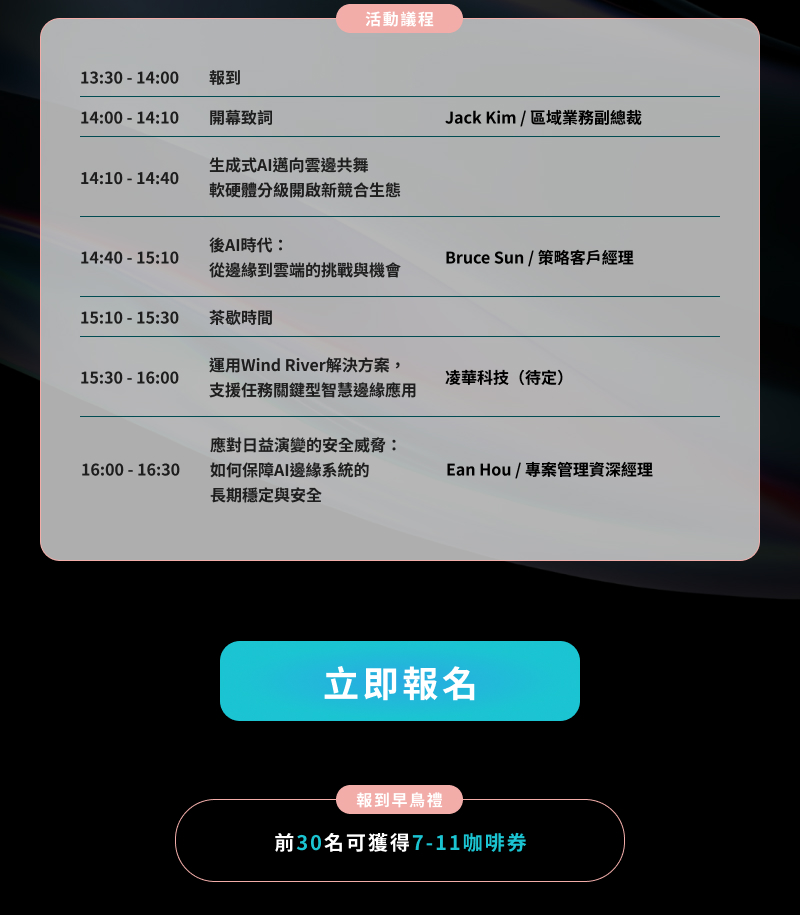 活動議程
13:30 - 14:00 報到
14:00 - 14:10 開幕致詞 Jack Kim / 區域業務副總裁
14:10 - 14:40 生成式AI邁向雲邊共舞
軟硬體分級開啟新競合生態
14:40 - 15:10 後AI時代：
從邊緣到雲端的挑戰與機會 Bruce Sun / 策略客戶經理
15:10 - 15:30 茶歇時間
15:30 - 16:00 運用Wind River解決方案，
支援任務關鍵型智慧邊緣應用 凌華科技（待定）
16:00 - 16:30 應對日益演變的安全威脅：
如何保障AI邊緣系統的
長期穩定與安全 Ean Hou / 專案管理資深經理
立即報名
報到早鳥禮
前30名可獲得7-11咖啡券